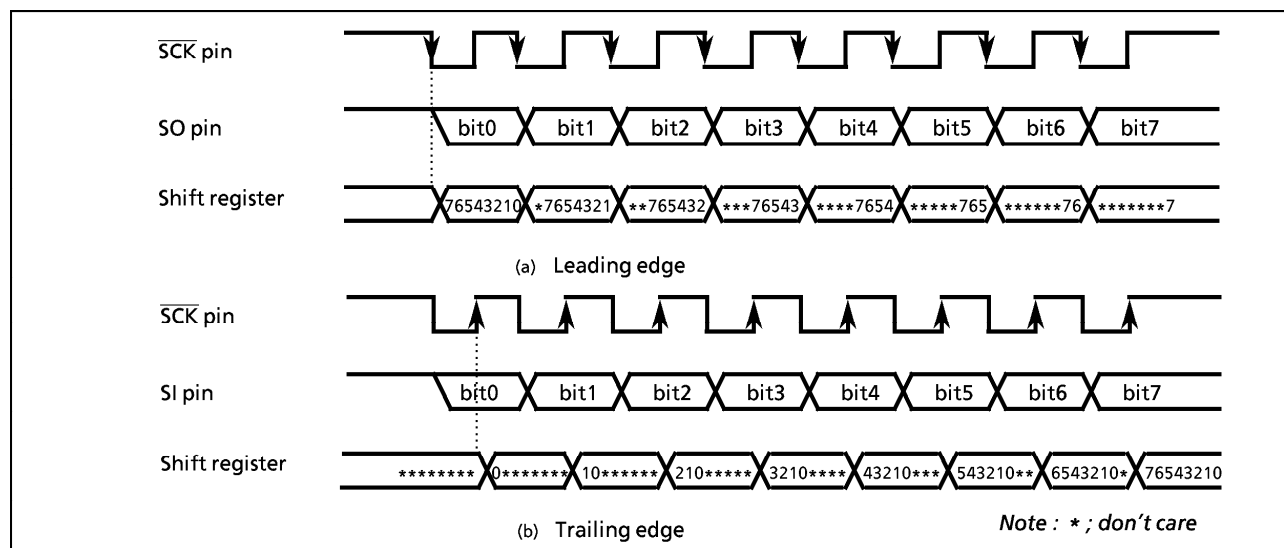 SCK pin
SO pin bit0 bit1 bit2 bit3 bit4 bit5 bit6 bit7
Shift register 76543210 *7654321 **765432 ***76543 ****7654 *****765 ******76 *******7
(a) Leading edge
SCK pin
SI pin bit0 bit1 bit2 bit3 bit4 bit5 bit6 bit7
Shift register ******** 0******* 10****** 210***** 3210**** 43210*** 543210** 6543210* 76543210
(b) Trailing edge
Note : * ; don't care